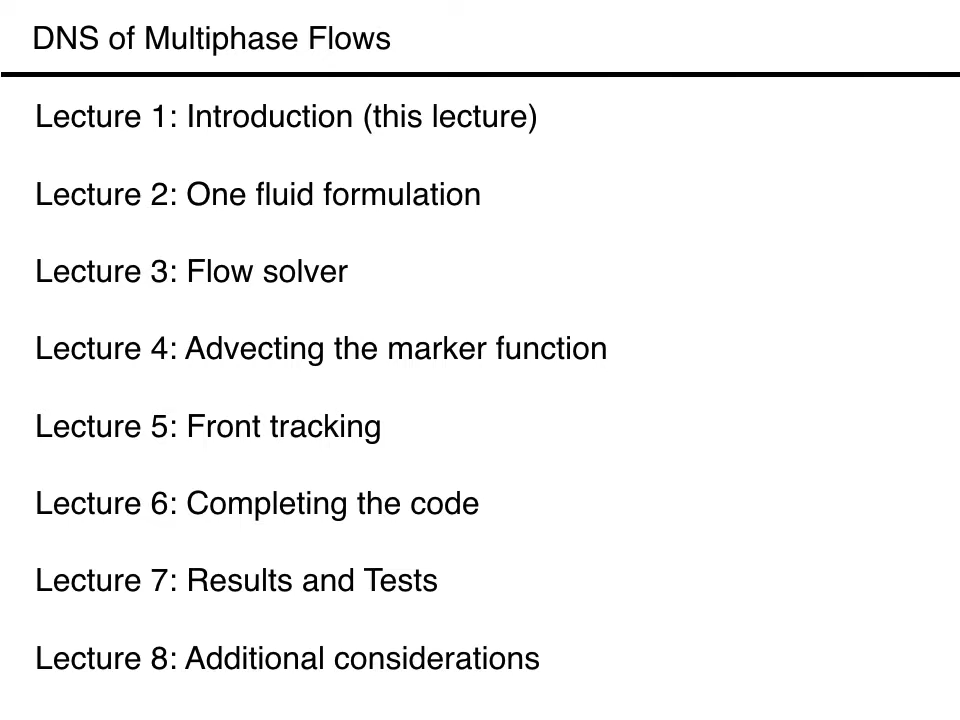 DNS of Multiphase Flows
Lecture 1: Introduction (this lecture)
Lecture 2: One fluid formulation
Lecture 3: Flow solver
Lecture 4: Advecting the marker function
Lecture 5: Front tracking
Lecture 6: Completing the code
Lecture 7: Results and Tests
Lecture 8: Additional considerations